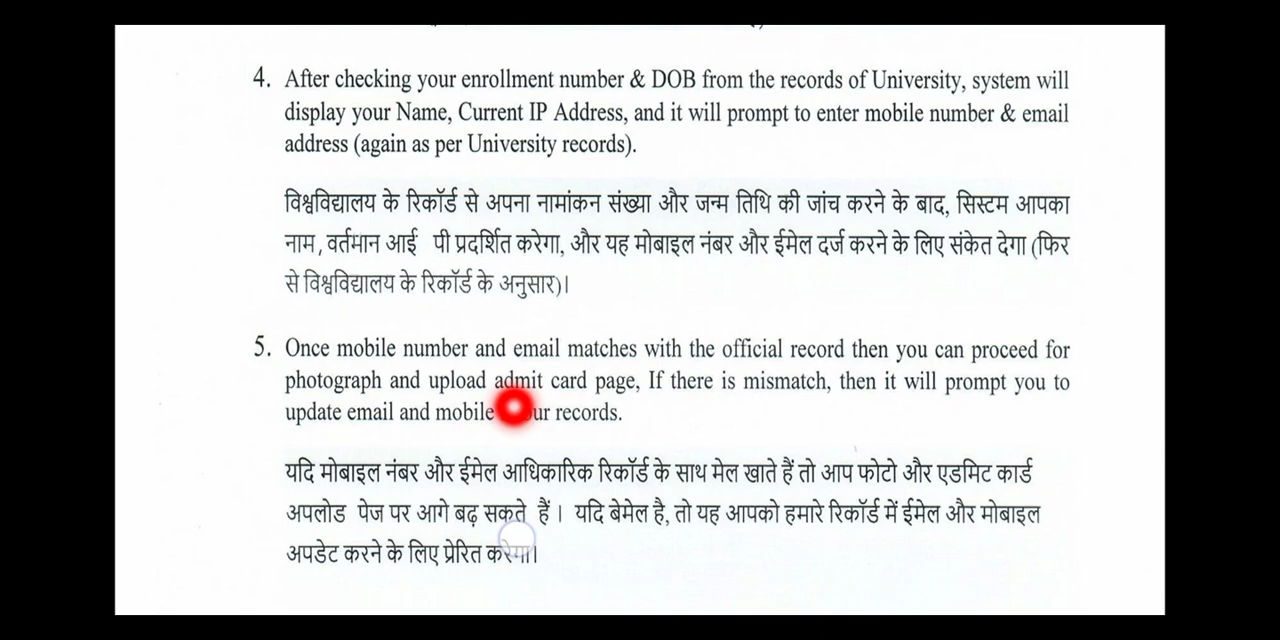 4. After checking your enrollment number & DOB from the records of University, system will
display your Name, Current IP Address, and it will prompt to enter mobile number & email
address (again as per University records).
विश्वविद्यालय के रिकॉर्ड से अपना नामांकन संख्या और जन्म तिथि की जांच करने के बाद, सिस्टम आपका
नाम, वर्तमान आई पी प्रदर्शित करेगा, और यह मोबाइल नंबर और ईमेल दर्ज करने के लिए संकेत देगा (फिर
से विश्वविद्यालय के रिकॉर्ड के अनुसार)।
5. Once mobile number and email matches with the official record then you can proceed for
photograph and upload admit card page, If there is mismatch, then it will prompt you to
update email and mobile records.
यदि मोबाइल नंबर और ईमेल आधिकारिक रिकॉर्ड के साथ मेल खाते हैं तो आप फोटो और एडमिट कार्ड
अपलोड पेज पर आगे बढ़ सकते हैं। यदि बेमेल है, तो यह आपको हमारे रिकॉर्ड में ईमेल और मोबाइल
अपडेट करने के लिए प्रेरित करेगा।